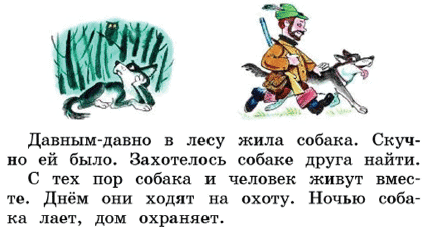 Давным-давно в лесу жила собака. Скуч-
но ей было. Захотелось собаке друга найти.
С тех пор собака и человек живут вмес-
те. Днём они ходят на охоту. Ночью соба-
ка лает, дом охраняет.